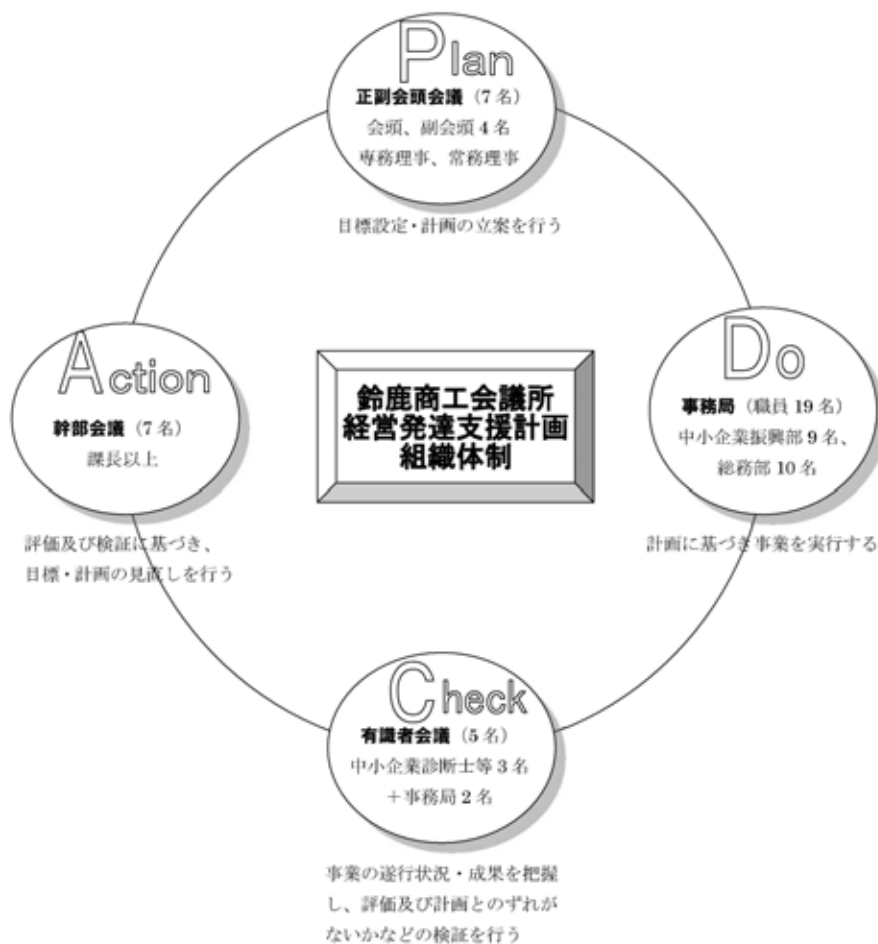 Plan
正副会頭会議（7名）
会頭、副会頭4名
専務理事、常務理事
目標設定・計画の立案を行う
Action
幹部会議（7名）
課長以上
評価及び検証に基づき、
目標・計画の見直しを行う
鈴鹿商工会議所
経営発達支援計画
組織体制
Do
事務局（職員19名）
中小企業振興部9名、
総務部10名
計画に基づき事業を実行する
Check
有識者会議（5名）
中小企業診断士等3名
＋事務局2名
事業の遂行状況・成果を把握
し、評価及び計画とのずれが
ないかなどの検証を行う